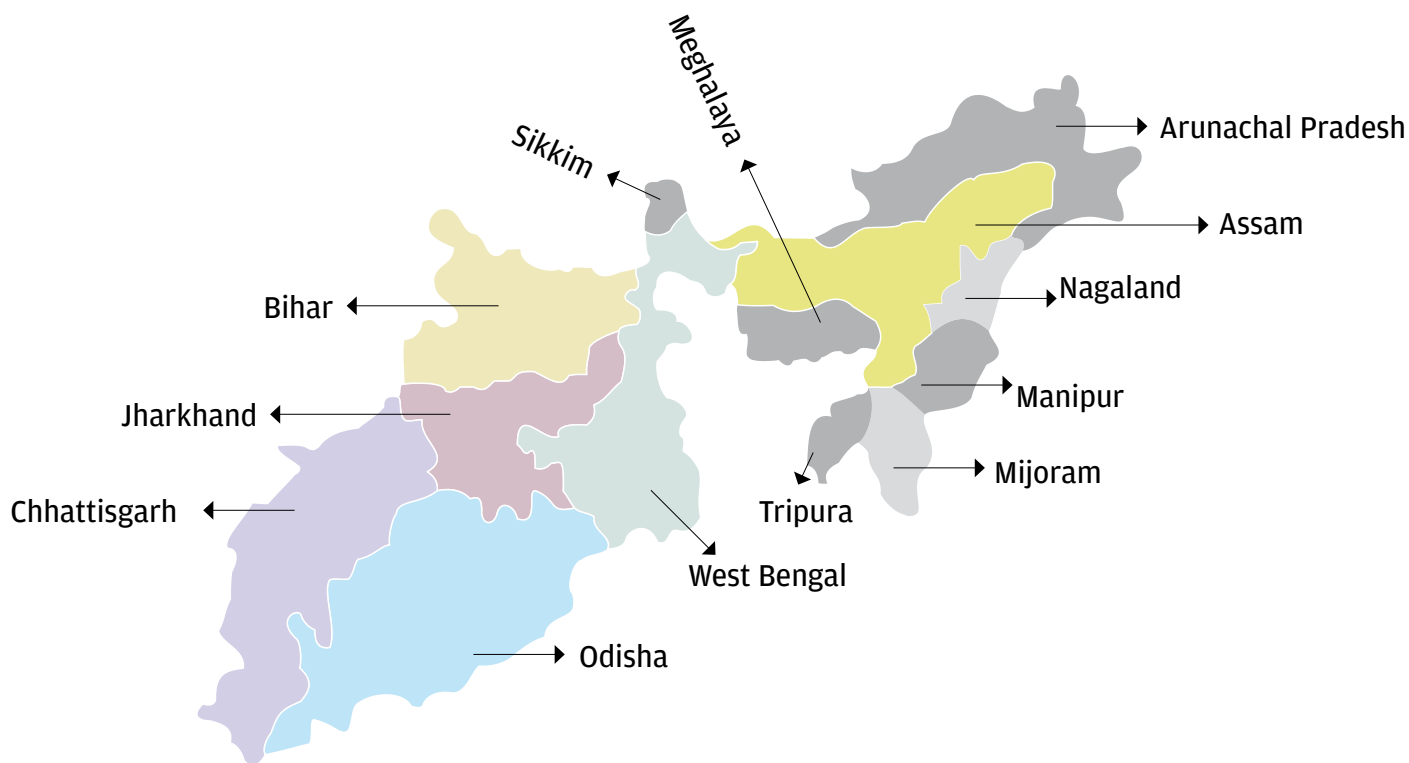 Meghalaya
Arunachal Pradesh
Sikkim
Assam
Nagaland
Bihar
Manipur
Jharkhand
Mijoram
Chhattisgarh
Tripura
West Bengal
Odisha